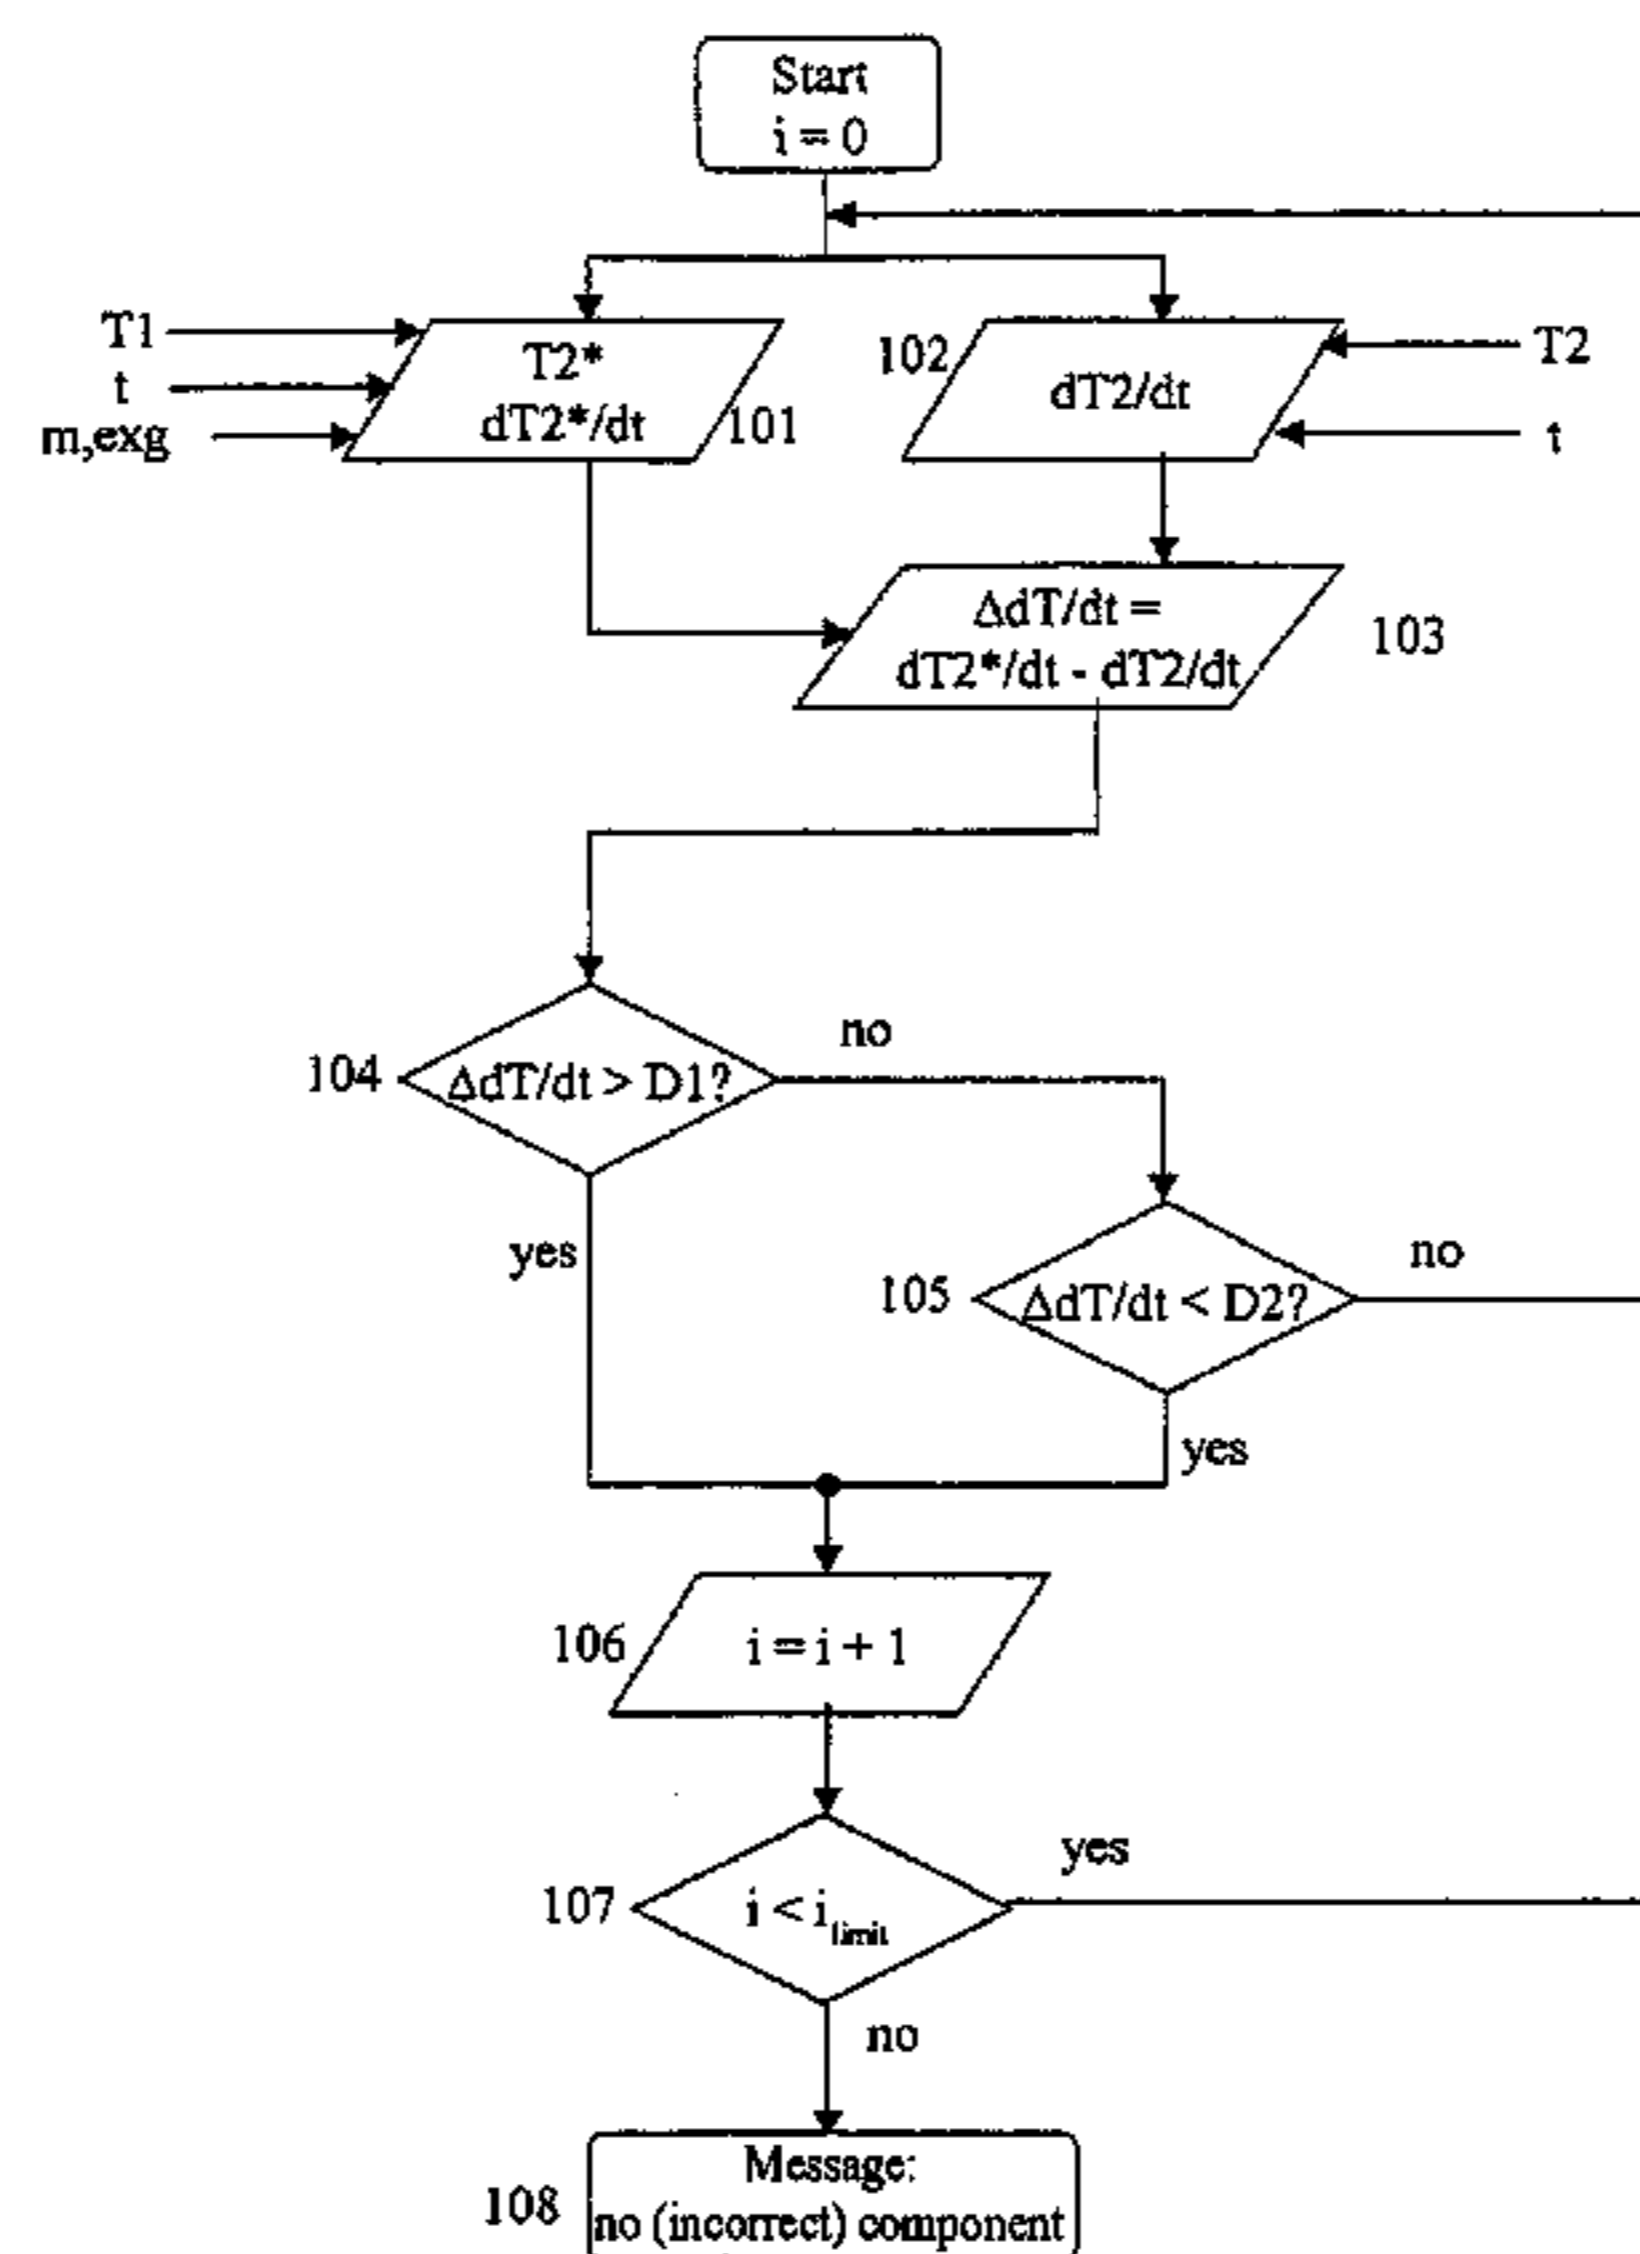 Start
i = 0
T1
t
m,exg
T2*
dT2*/dt
101
102
dT2/dt
T2
t
ΔdT/dt =
dT2*/dt - dT2/dt
103
104
ΔdT/dt > D1?
no
yes
105
ΔdT/dt < D2?
no
yes
106
i = i + 1
107
i < i limit
yes
no
108
Message:
no (incorrect) component